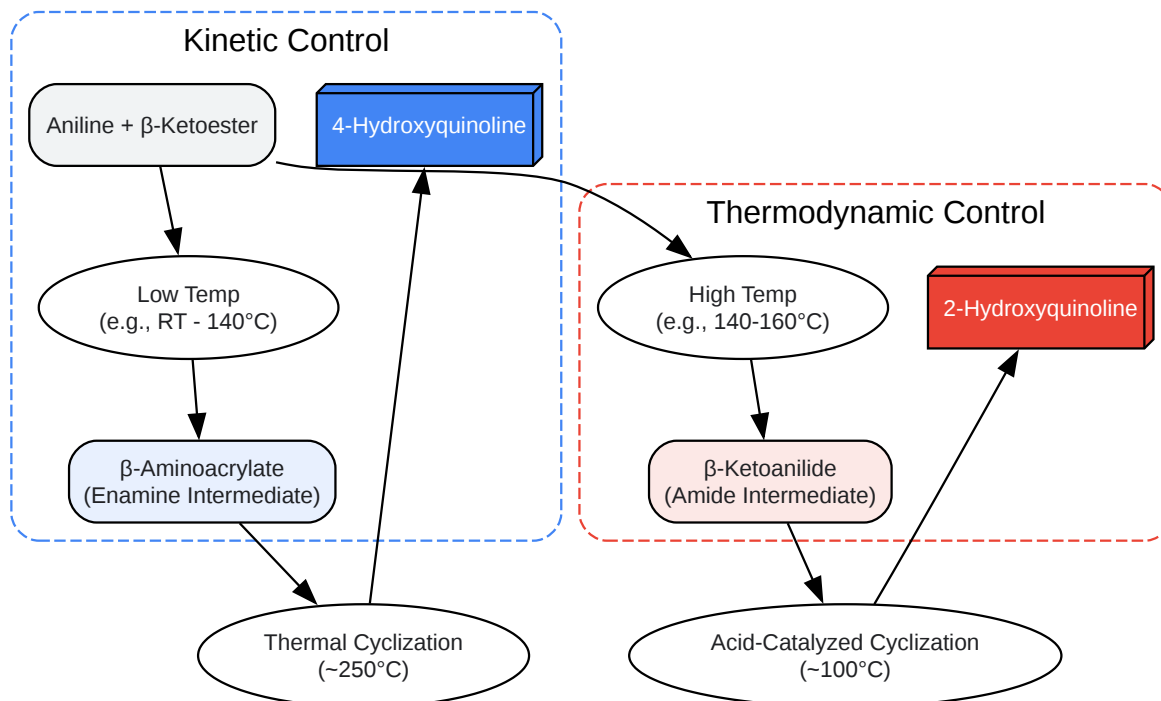 Kinetic Control
Aniline + β-Ketoester
4-Hydroxyquinoline
Thermodynamic Control
Low Temp
(e.g., RT - 140°C)
High Temp
(e.g., 140-160°C)
2-Hydroxyquinoline
β-Aminoacrylate
(Enamine Intermediate)
β-Ketoanilide
(Amide Intermediate)
Thermal Cyclization
(~250°C)
Acid-Catalyzed Cyclization
(~100°C)